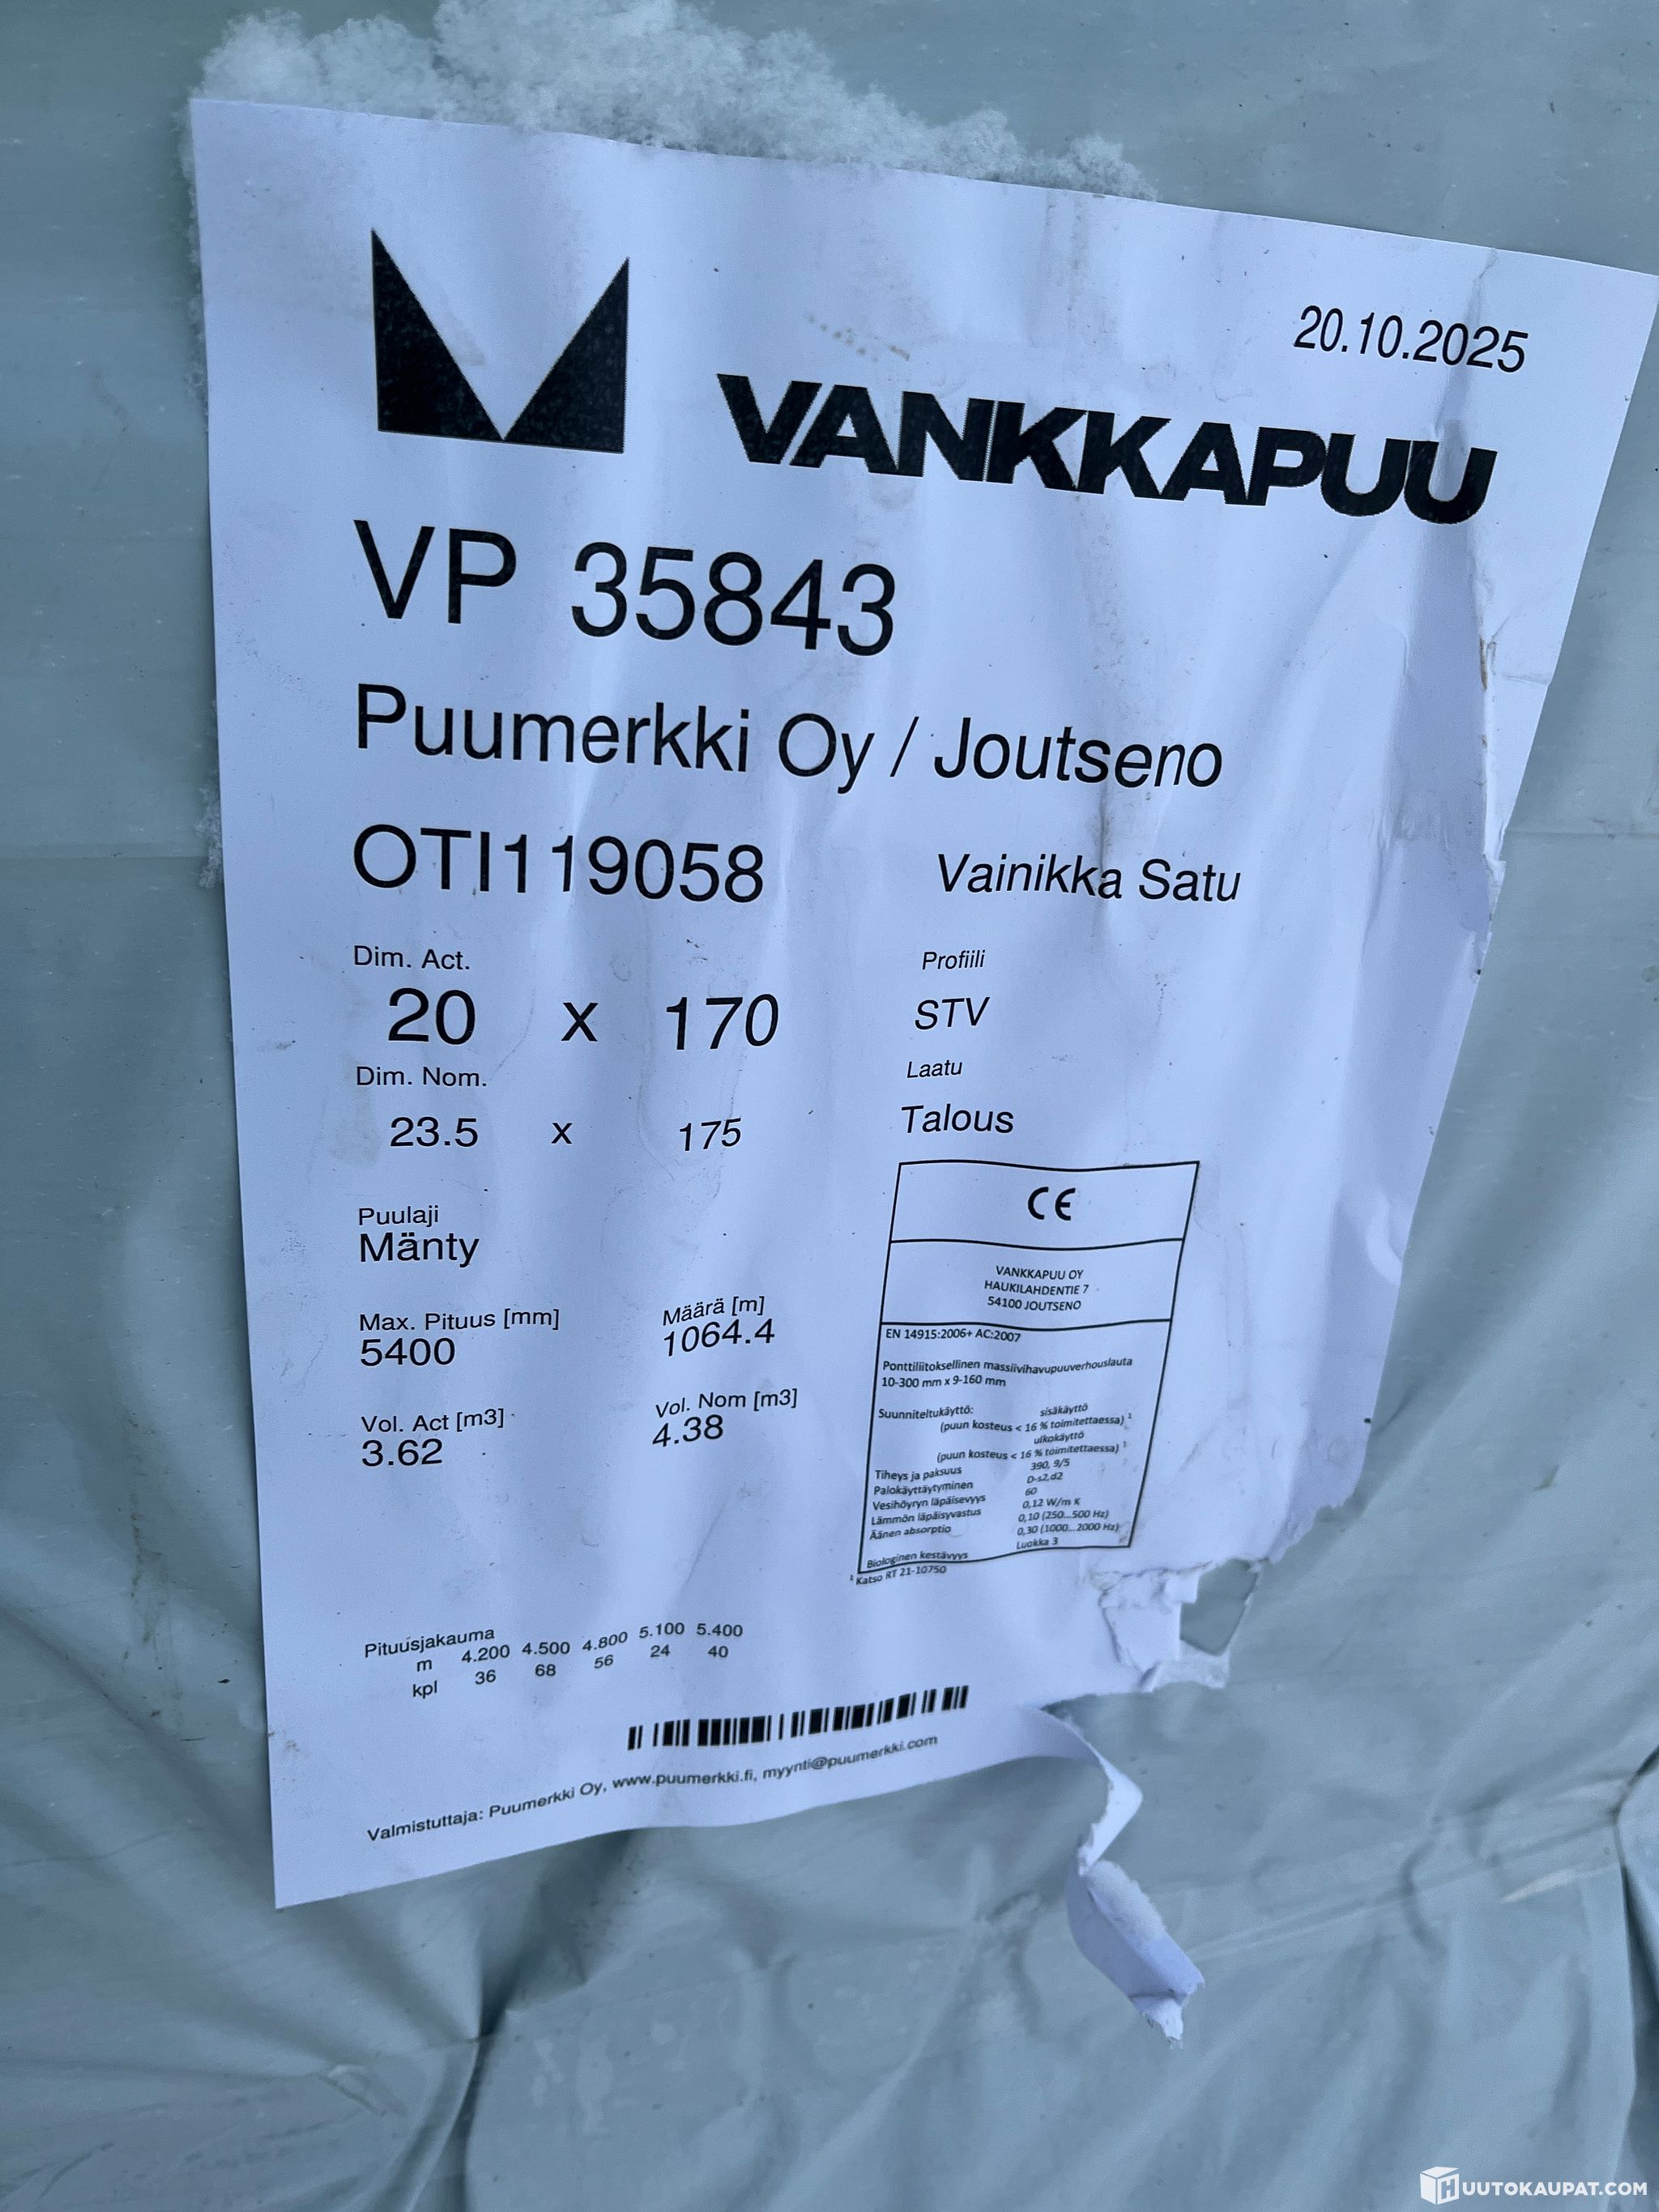 20.10.2025
VANKKAPUU
VP 35843
Puumerkki Oy / Joutseno
OTI119058 Vainikka Satu
Dim. Act. Profiili
20 x 170 STV
Dim. Nom. Laatu
23.5 x 175 Talous
CE
Puulaji
Mänty
VANKKAPUU OY
HAUKILAHDENTIE 7
54100 JOUTSENO
Max. Pituus [mm] Määrä [m]
5400 1064.4
Vol. Act [m3] Vol. Nom [m3]
3.62 4.38
EN 14915:2006+ AC:2007
Ponttiliitoksellinen massiivihavupuuverhouslauta
10-300 mm x 9-160 mm
Suunniteltukäyttö: sisäkäyttö
(puun kosteus < 16 % toimitettaessa) ¹
ulkokäyttö
(puun kosteus < 16 % toimitettaessa) ¹
Tiheys ja paksuus 390, 9/5
Palokäyttäytyminen D-s2,d2
Vesihöyryn läpäisevyys 60
Lämmön läpäisyvastus 0,12 W/m K
Äänen absorptio 0,10 (250...500 Hz)
0,30 (1000...2000 Hz)
Biologinen kestävyys Luokka 3
¹ Katso RT 21-10750
Pituusjakauma
m 4.200 4.500 4.800 5.100 5.400
kpl 36 68 56 24 40
Valmistuttaja: Puumerkki Oy, www.puumerkki.fi, myynti@puumerkki.com
HUUTOKAUPAT.COM